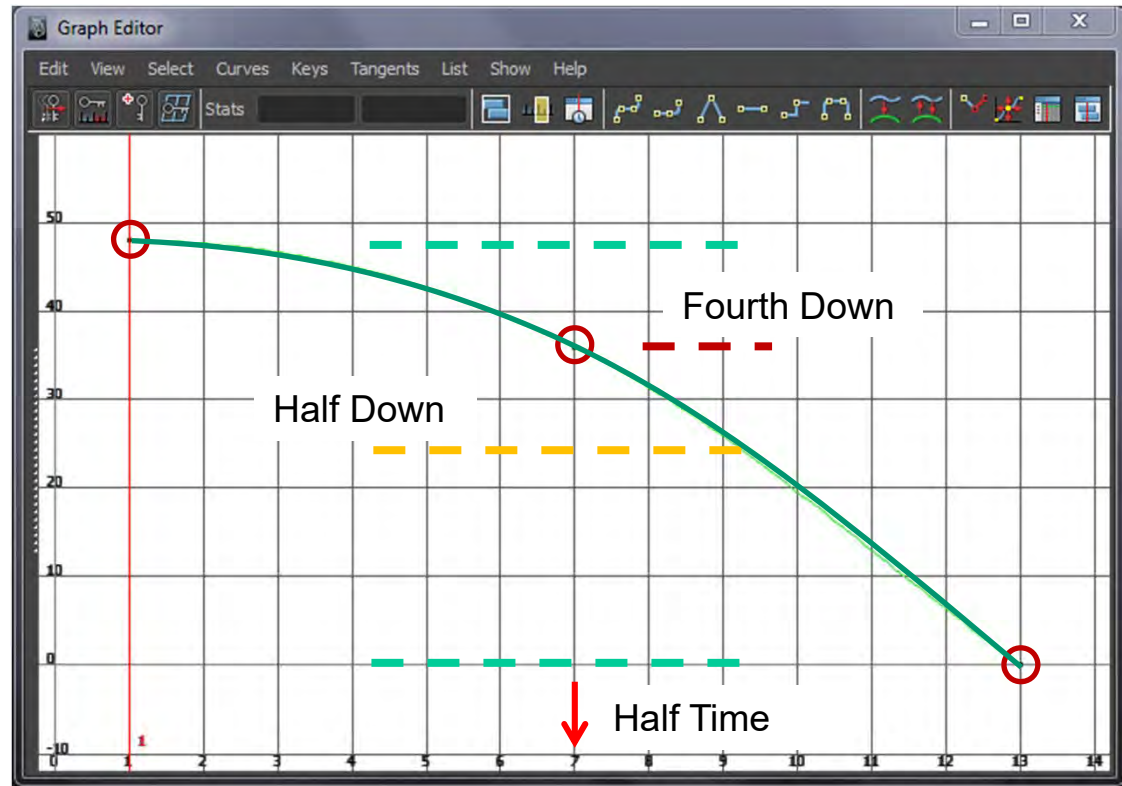 Graph Editor
Edit View Select Curves Keys Tangents List Show Help
Stats
50
40
Fourth Down
30
Half Down
20
10
0
Half Time
-10
1
0 1 2 3 4 5 6 7 8 9 10 11 12 13 14